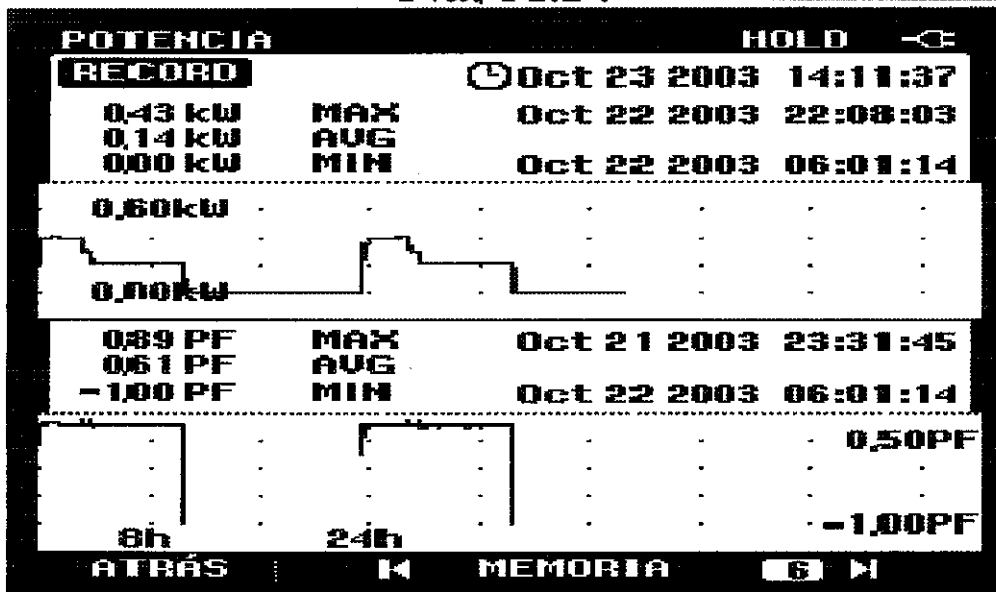 POTENCIA HOLD
RECORD Oct 23 2003 14:11:37
0,43 kW MAX Oct 22 2003 22:08:03
0,14 kW AVG
0,00 kW MIN Oct 22 2003 06:01:14
0,60kW
0,00kW
0,89 PF MAX Oct 21 2003 23:31:45
0,61 PF AVG
-1,00 PF MIN Oct 22 2003 06:01:14
0,50PF
-1,00PF
8h 24h
ATRÁS MEMORIA 6